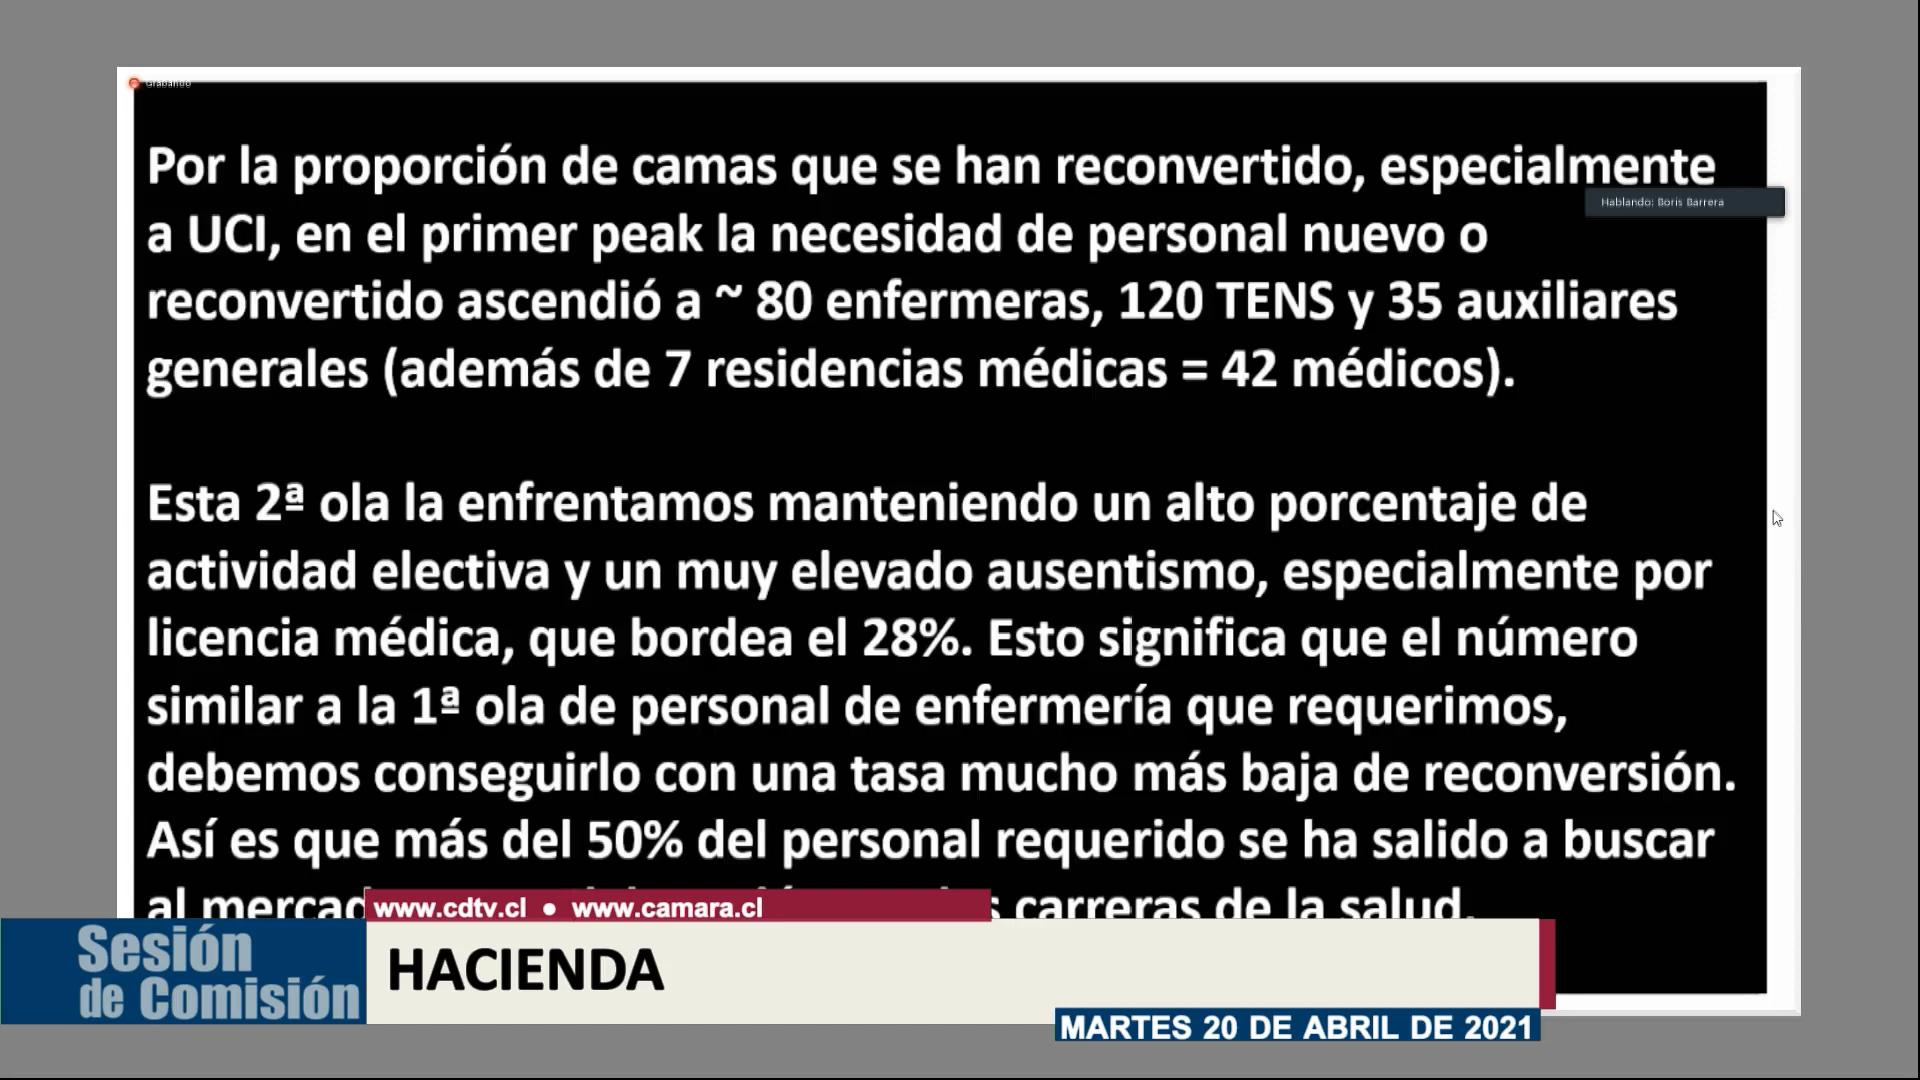 Grabando
Por la proporción de camas que se han reconvertido, especialmente
Hablando: Boris Barrera
a UCI, en el primer peak la necesidad de personal nuevo o
reconvertido ascendió a ~ 80 enfermeras, 120 TENS y 35 auxiliares
generales (además de 7 residencias médicas = 42 médicos).
Esta 2ª ola la enfrentamos manteniendo un alto porcentaje de
actividad electiva y un muy elevado ausentismo, especialmente por
licencia médica, que bordea el 28%. Esto significa que el número
similar a la 1ª ola de personal de enfermería que requerimos,
debemos conseguirlo con una tasa mucho más baja de reconversión.
Así es que más del 50% del personal requerido se ha salido a buscar
al carreras de la salud.
www.cdtv.cl • www.camara.cl
Sesión
de Comisión
HACIENDA
MARTES 20 DE ABRIL DE 2021